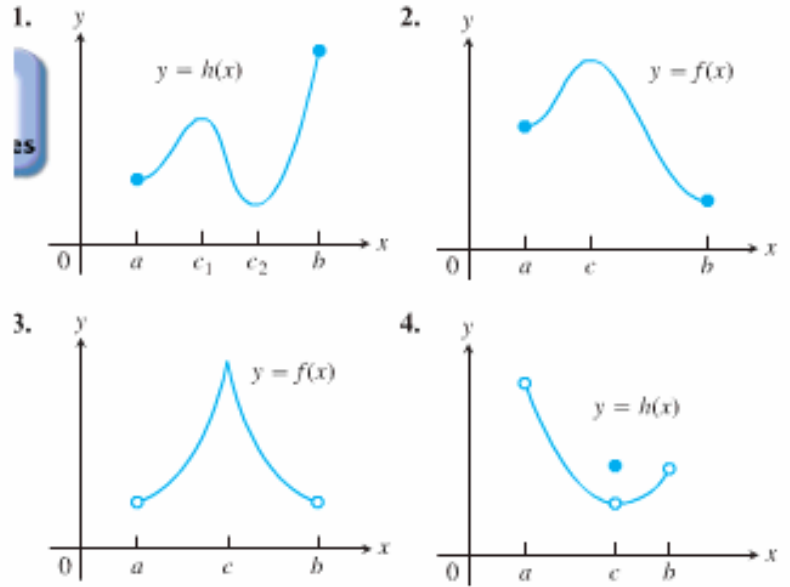 1.
y
y = h(x)
0 a c₁ c₂ b x
2.
y
y = f(x)
0 a c b x
es
3.
y
y = f(x)
0 a c b x
4.
y
y = h(x)
0 a c b x